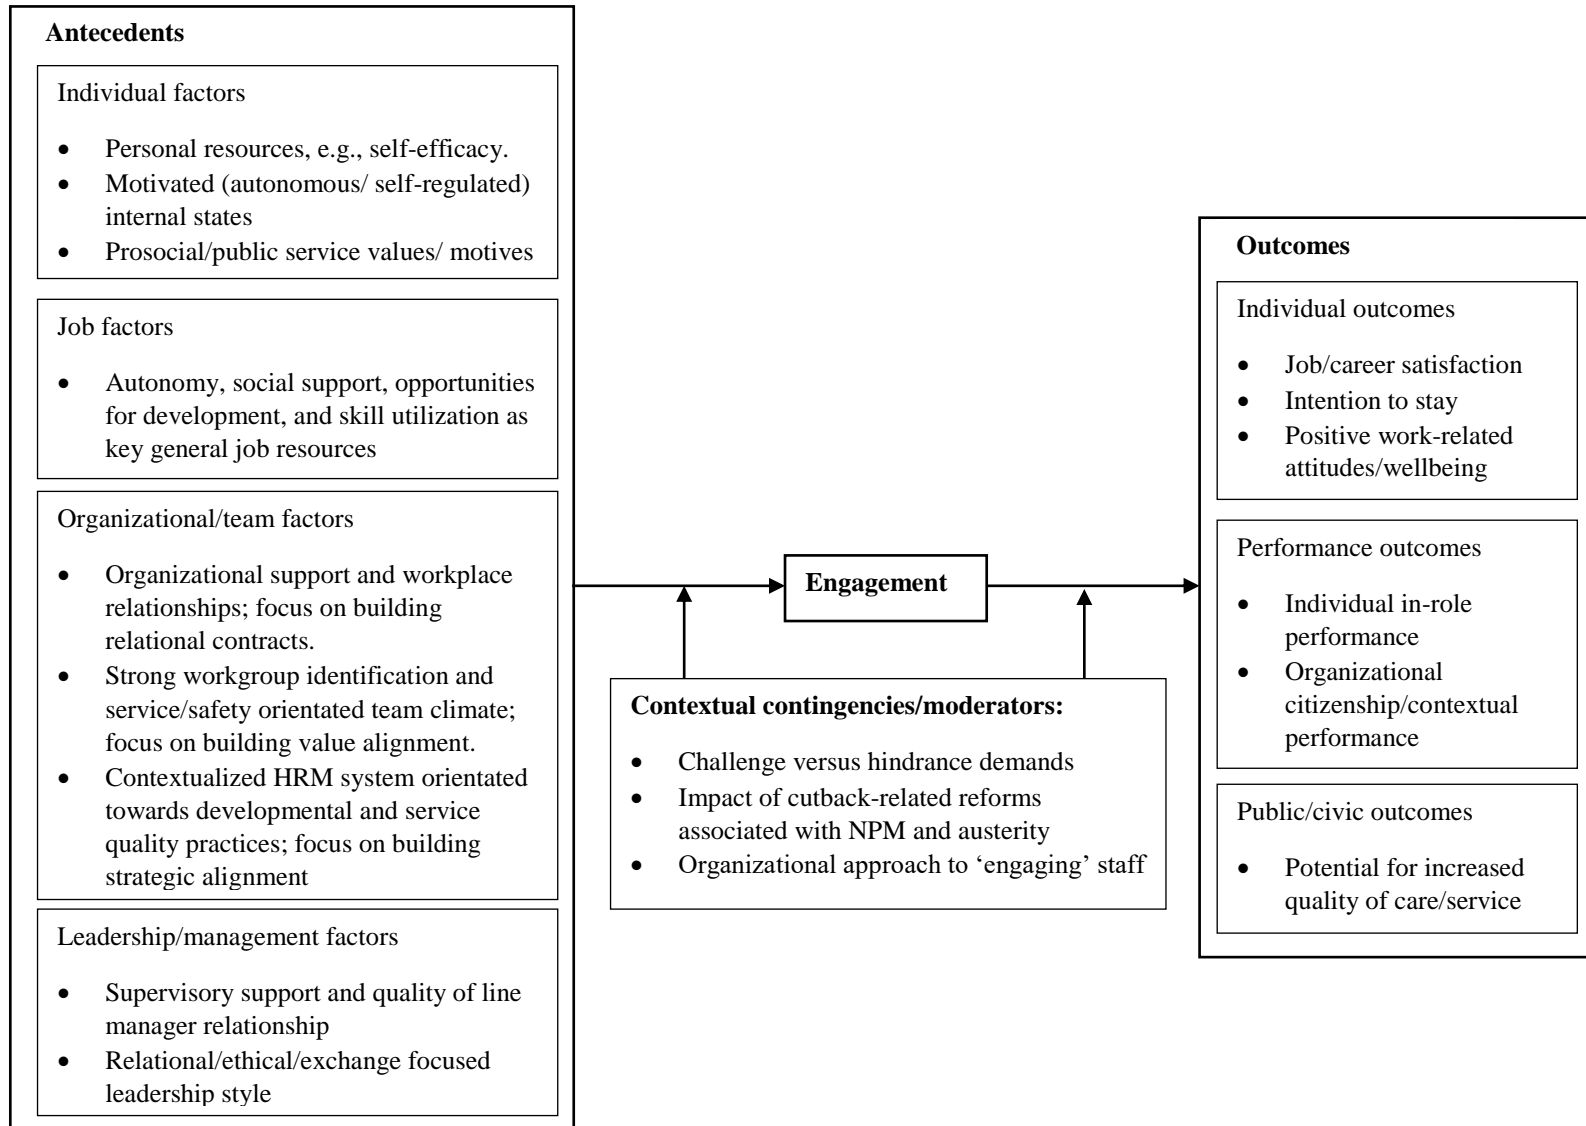 Antecedents
Individual factors
• Personal resources, e.g., self-efficacy.
• Motivated (autonomous/ self-regulated)
internal states
• Prosocial/public service values/ motives
Job factors
• Autonomy, social support, opportunities
for development, and skill utilization as
key general job resources
Organizational/team factors
• Organizational support and workplace
relationships; focus on building
relational contracts.
• Strong workgroup identification and
service/safety orientated team climate;
focus on building value alignment.
• Contextualized HRM system orientated
towards developmental and service
quality practices; focus on building
strategic alignment
Leadership/management factors
• Supervisory support and quality of line
manager relationship
• Relational/ethical/exchange focused
leadership style
Engagement
Contextual contingencies/moderators:
• Challenge versus hindrance demands
• Impact of cutback-related reforms
associated with NPM and austerity
• Organizational approach to ‘engaging’ staff
Outcomes
Individual outcomes
• Job/career satisfaction
• Intention to stay
• Positive work-related
attitudes/wellbeing
Performance outcomes
• Individual in-role
performance
• Organizational
citizenship/contextual
performance
Public/civic outcomes
• Potential for increased
quality of care/service